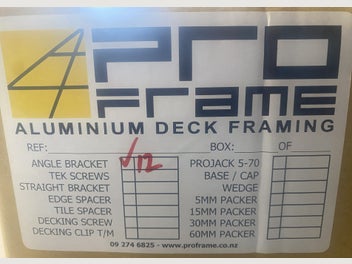 4 PRO
FRAME
ALUMINIUM DECK FRAMING
REF: BOX: OF
ANGLE BRACKET ✓12 PROJACK 5-70
TEK SCREWS BASE / CAP
STRAIGHT BRACKET WEDGE
EDGE SPACER 5MM PACKER
TILE SPACER 15MM PACKER
DECKING SCREW 30MM PACKER
DECKING CLIP T/M 60MM PACKER
09 274 6825 - www.proframe.co.nz